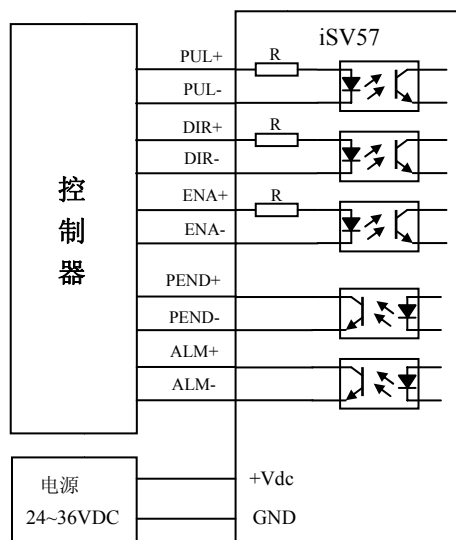 iSV57
PUL+
R
PUL-
DIR+
R
DIR-
ENA+
R
ENA-
控制器
PEND+
PEND-
ALM+
ALM-
电源
24~36VDC
+Vdc
GND